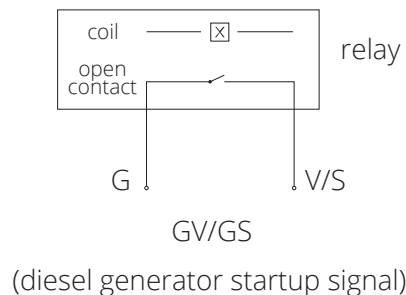 coil
X
relay
open
contact
G
V/S
GV/GS
(diesel generator startup signal)